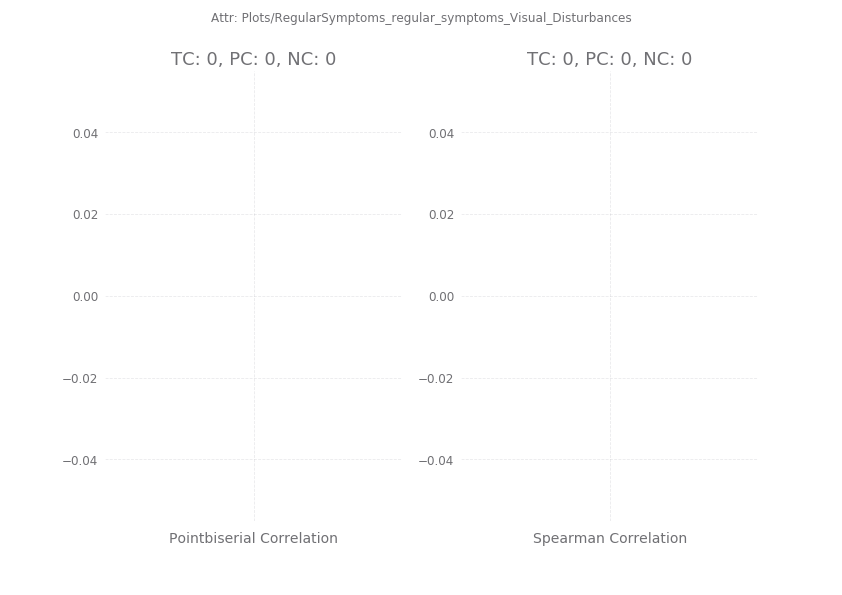 Attr: Plots/RegularSymptoms_regular_symptoms_Visual_Disturbances
TC: 0, PC: 0, NC: 0
0.04
0.02
0.00
−0.02
−0.04
Pointbiserial Correlation
TC: 0, PC: 0, NC: 0
0.04
0.02
0.00
−0.02
−0.04
Spearman Correlation